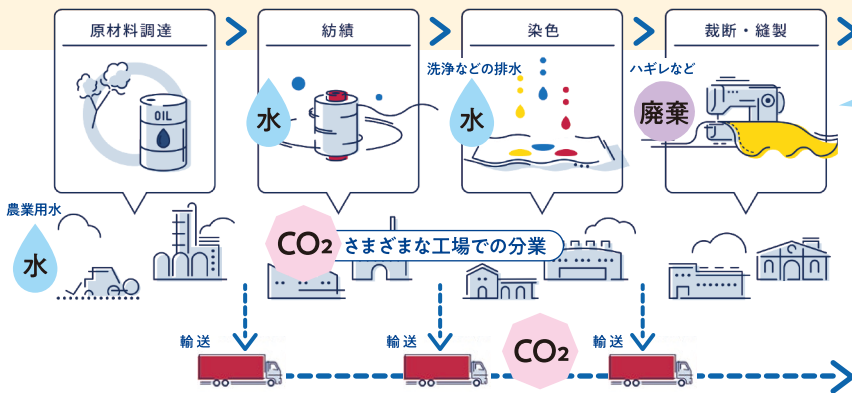 原材料調達
紡績
染色
裁断・縫製
洗浄などの排水
ハギレなど
OIL
水
水
廃棄
農業用水
水
CO2
さまざまな工場での分業
輸送
輸送
CO2
輸送